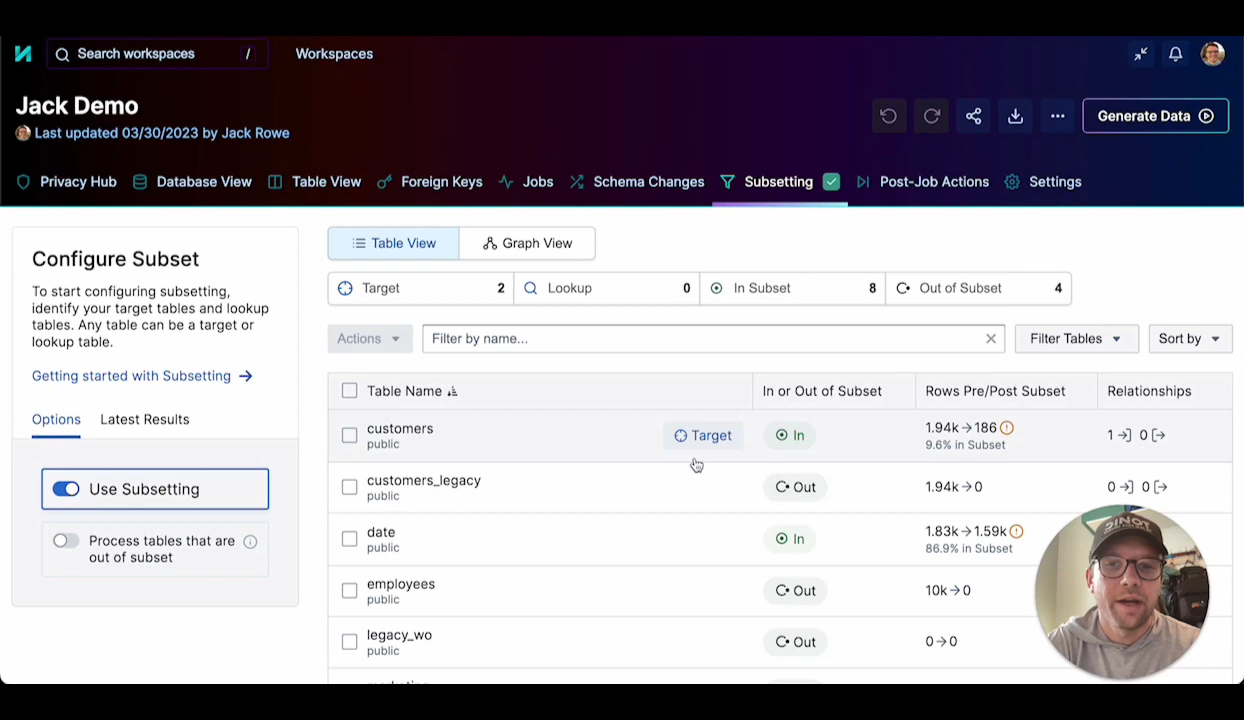 Search workspaces /
Workspaces
Jack Demo
Last updated 03/30/2023 by Jack Rowe
Generate Data
Privacy Hub
Database View
Table View
Foreign Keys
Jobs
Schema Changes
Subsetting
Post-Job Actions
Settings
Configure Subset
To start configuring subsetting,
identify your target tables and lookup
tables. Any table can be a target or
lookup table.
Getting started with Subsetting →
Options
Latest Results
Use Subsetting
Process tables that are
out of subset
Table View
Graph View
Target 2
Lookup 0
In Subset 8
Out of Subset 4
Actions
Filter by name...
Filter Tables
Sort by
Table Name
In or Out of Subset
Rows Pre/Post Subset
Relationships
customers
public
Target
In
1.94k→186
9.6% in Subset
1 0
customers_legacy
public
Out
1.94k→0
0 0
date
public
In
1.83k→1.59k
86.9% in Subset
employees
public
Out
10k→0
legacy_wo
public
Out
0→0